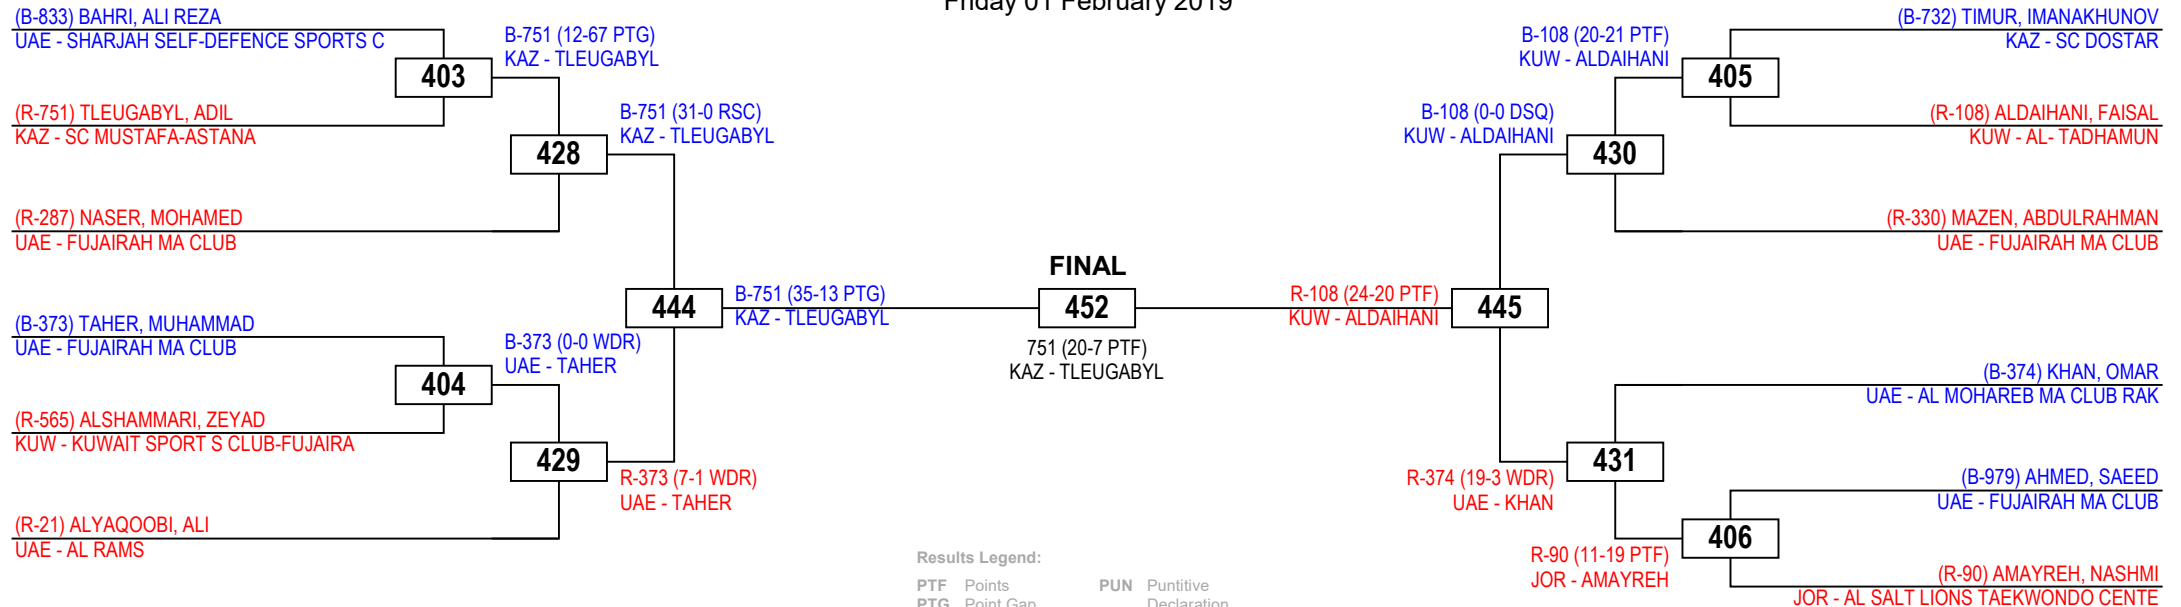 Friday 01 February 2019
(B-833) BAHRI, ALI REZA
UAE - SHARJAH SELF-DEFENCE SPORTS C
403
(R-751) TLEUGABYL, ADIL
KAZ - SC MUSTAFA-ASTANA
B-751 (12-67 PTG)
KAZ - TLEUGABYL
428
B-751 (31-0 RSC)
KAZ - TLEUGABYL
(R-287) NASER, MOHAMED
UAE - FUJAIRAH MA CLUB
444
B-751 (35-13 PTG)
KAZ - TLEUGABYL
(B-373) TAHER, MUHAMMAD
UAE - FUJAIRAH MA CLUB
404
B-373 (0-0 WDR)
UAE - TAHER
(R-565) ALSHAMMARI, ZEYAD
KUW - KUWAIT SPORT S CLUB-FUJAIRA
429
R-373 (7-1 WDR)
UAE - TAHER
(R-21) ALYAQOOBI, ALI
UAE - AL RAMS
FINAL
452
751 (20-7 PTF)
KAZ - TLEUGABYL
(B-732) TIMUR, IMANAKHUNOV
KAZ - SC DOSTAR
B-108 (20-21 PTF)
KUW - ALDAIHANI
405
(R-108) ALDAIHANI, FAISAL
KUW - AL- TADHAMUN
B-108 (0-0 DSQ)
KUW - ALDAIHANI
430
(R-330) MAZEN, ABDULRAHMAN
UAE - FUJAIRAH MA CLUB
R-108 (24-20 PTF)
KUW - ALDAIHANI
445
(B-374) KHAN, OMAR
UAE - AL MOHAREB MA CLUB RAK
R-374 (19-3 WDR)
UAE - KHAN
431
(B-979) AHMED, SAEED
UAE - FUJAIRAH MA CLUB
406
R-90 (11-19 PTF)
JOR - AMAYREH
(R-90) AMAYREH, NASHMI
JOR - AL SALT LIONS TAEKWONDO CENTE
Results Legend:
PTF Points PUN Puntitive
PTG Point Gap Declaration